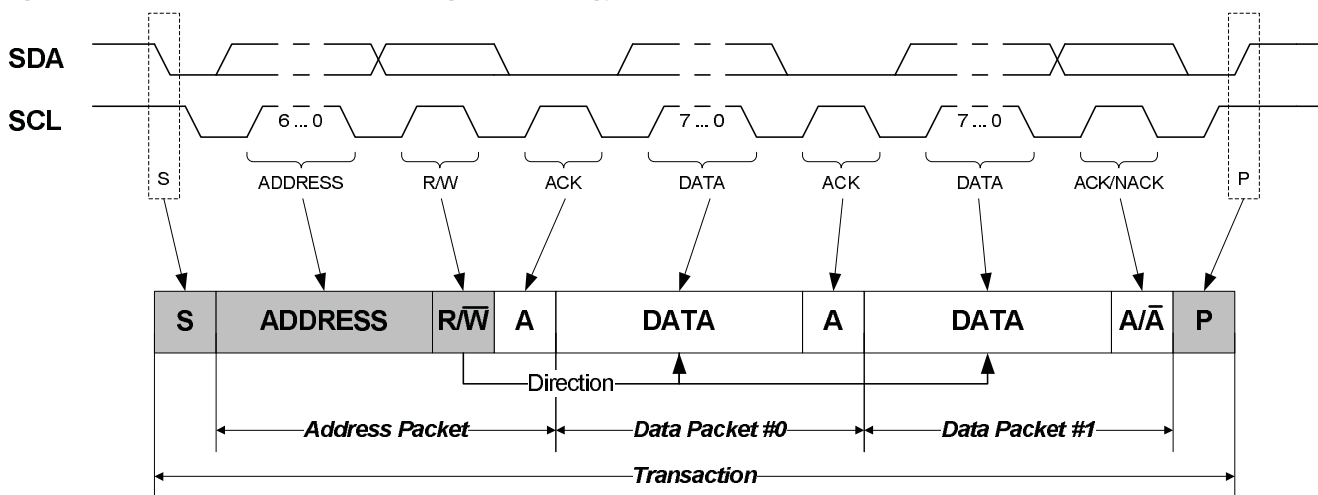 SDA
SCL
6 ... 0
7 ... 0
7 ... 0
S
ADDRESS
R/W
ACK
DATA
ACK
DATA
ACK/NACK
P
S
ADDRESS
R/W̅
A
DATA
A
DATA
A/A̅
P
Direction
Address Packet
Data Packet #0
Data Packet #1
Transaction